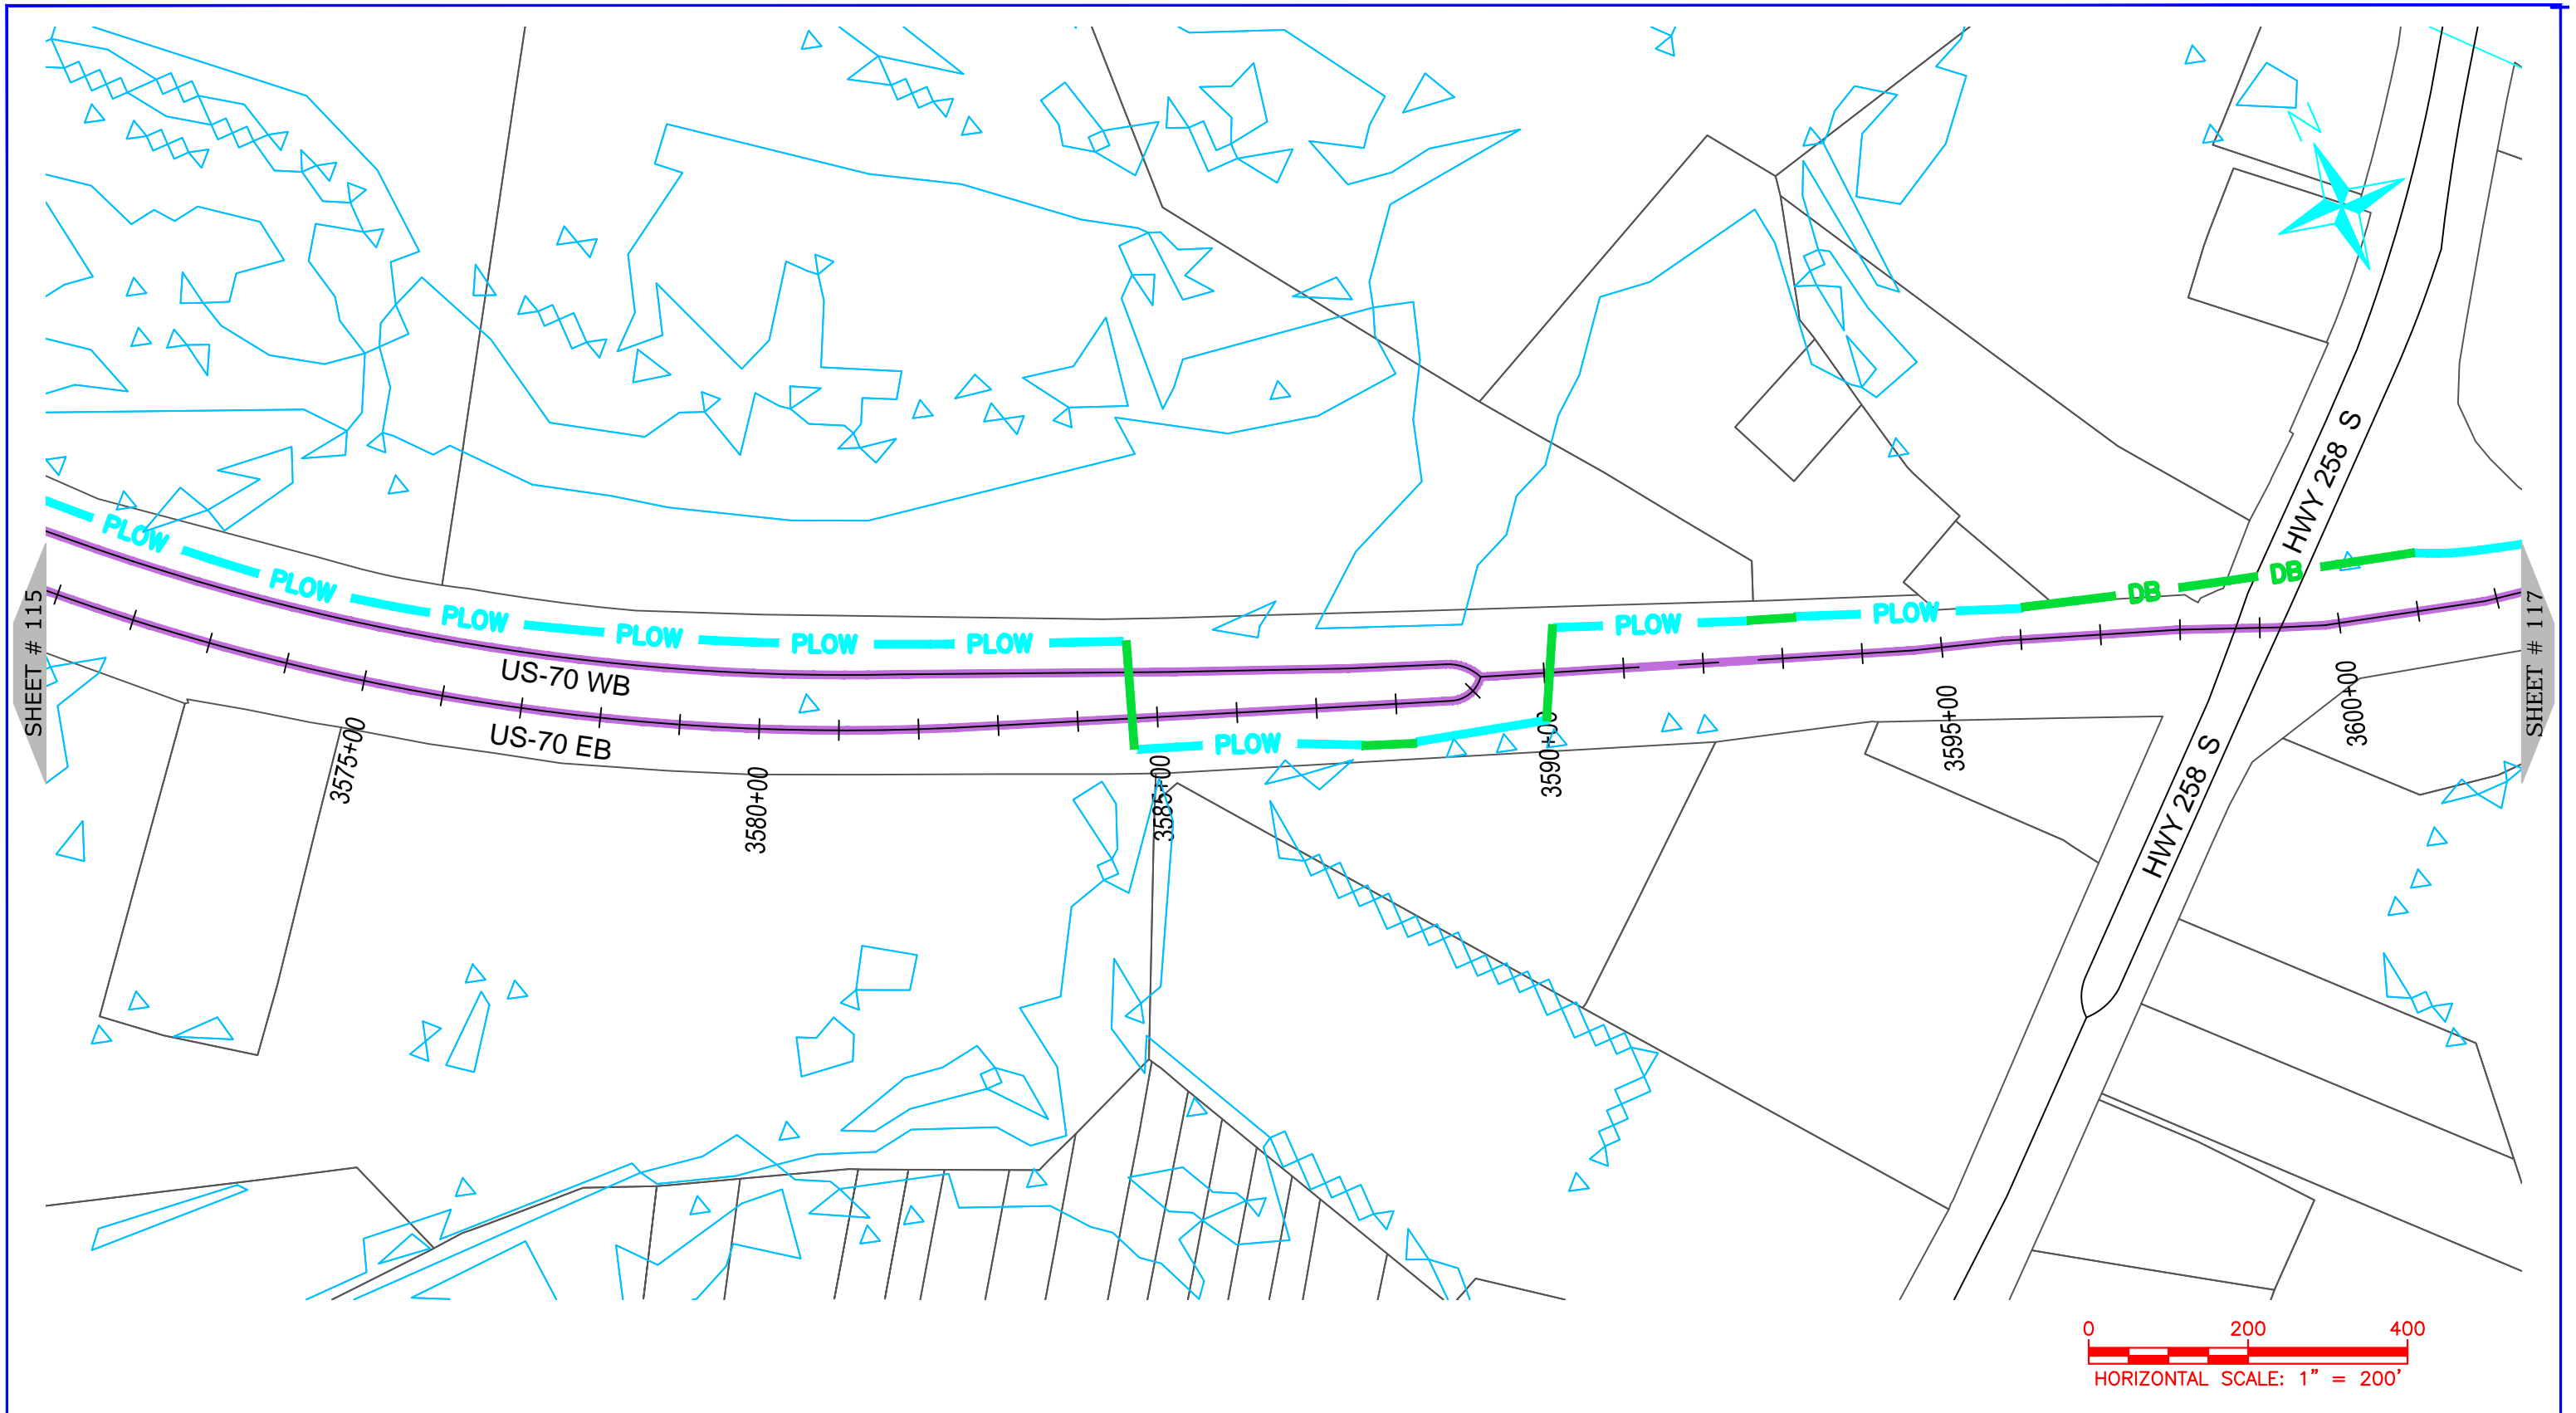 HWY 258 S
PLOW
PLOW
PLOW
PLOW
PLOW
PLOW
PLOW
PLOW
DB
DB
SHEET # 115
SHEET # 117
US-70 WB
US-70 EB
PLOW
3575+00
3580+00
3585+00
3590+00
3595+00
3600+00
HWY 258 S
N
0 200 400
HORIZONTAL SCALE: 1" = 200'